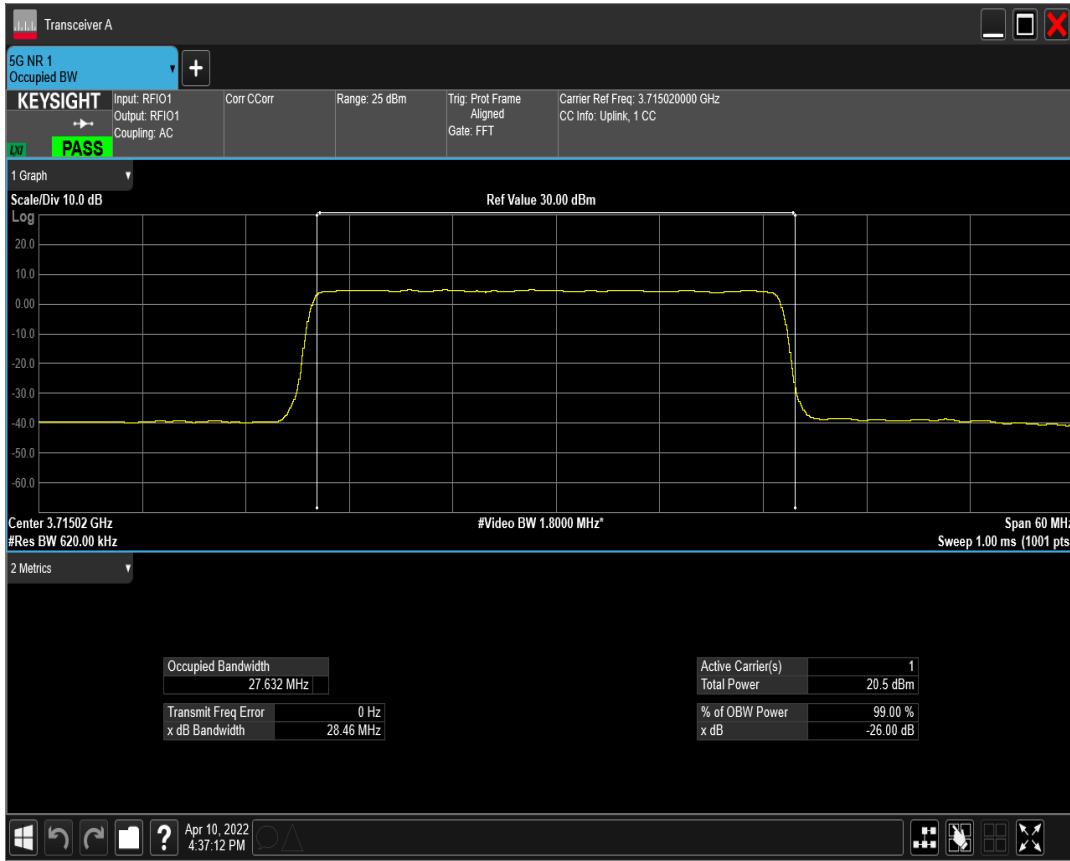 Transceiver A
5G NR 1
Occupied BW
KEYSIGHT
LXI
PASS
Input: RFIO1
Output: RFIO1
Coupling: AC
Corr CCorr
Range: 25 dBm
Trig: Prot Frame
Aligned
Gate: FFT
Carrier Ref Freq: 3.715020000 GHz
CC Info: Uplink, 1 CC
1 Graph
Scale/Div 10.0 dB
Ref Value 30.00 dBm
Log
20.0
10.0
0.00
-10.0
-20.0
-30.0
-40.0
-50.0
-60.0
Center 3.71502 GHz
#Video BW 1.8000 MHz*
Span 60 MHz
#Res BW 620.00 kHz
Sweep 1.00 ms (1001 pts
2 Metrics
Occupied Bandwidth
27.632 MHz
Transmit Freq Error 0 Hz
x dB Bandwidth 28.46 MHz
Active Carrier(s) 1
Total Power 20.5 dBm
% of OBW Power 99.00 %
x dB -26.00 dB
?
Apr 10, 2022
4:37:12 PM